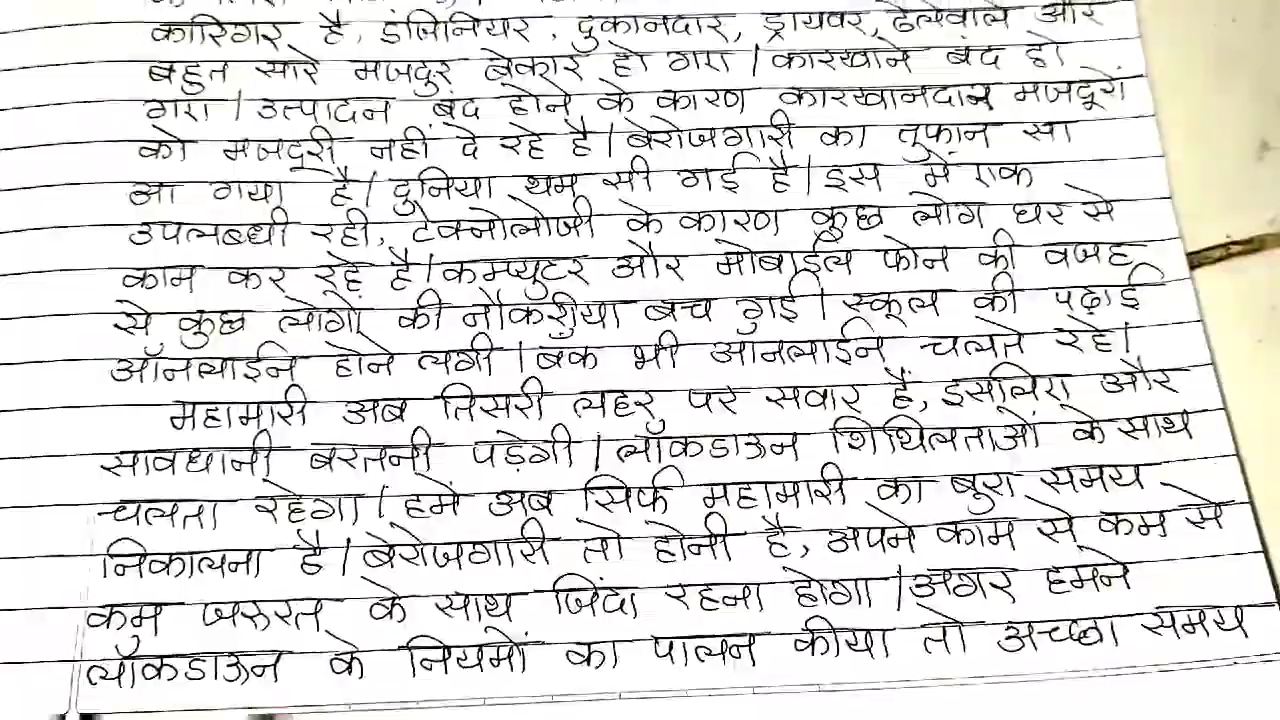 कारिगर है, इंजिनियर, दुकानदार, ड्रायवर, ठेलेवाले और
बहुत सारे मजदुर बेकार हो गए। कारखाने बंद हो
गए। उत्पादन बंद होने के कारण कारखानदार मजदूरों
को मजदूरी नहीं दे रहे है। बेरोजगारी का तुफान सा
आ गया है। दुनिया थम सी गई है। इस में एक
उपलब्धी रही, टेक्नोलोजी के कारण कुछ लोग घर से
काम कर रहे है। कम्प्युटर और मोबाईल फोन की वजह
से कुछ लोगों की नौकरीया बच गई। स्कूल की पढ़ाई
ऑनलाईन होने लगी। बैंक भी ऑनलाईन चलते रहे।
महामारी अब तिसरी लहर पर सवार है, इसलिए और
सावधानी बरतनी पड़ेगी। लॉकडाऊन शिथिलताओं के साथ
चलता रहेगा। हमें अब सिर्फ महामारी का बुरा समय
निकालना है। बेरोजगारी तो होनी है, अपने काम से कम से
कम जरुरत के साथ जिंदा रहना होगा। अगर हमने
लॉकडाऊन के नियमों का पालन कीया तो अच्छा समय